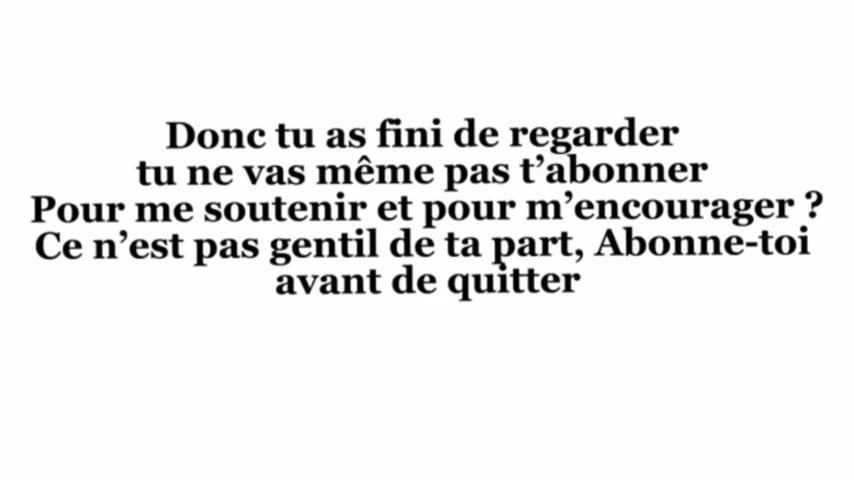 Donc tu as fini de regarder
tu ne vas même pas t’abonner
Pour me soutenir et pour m’encourager ?
Ce n’est pas gentil de ta part, Abonne-toi
avant de quitter